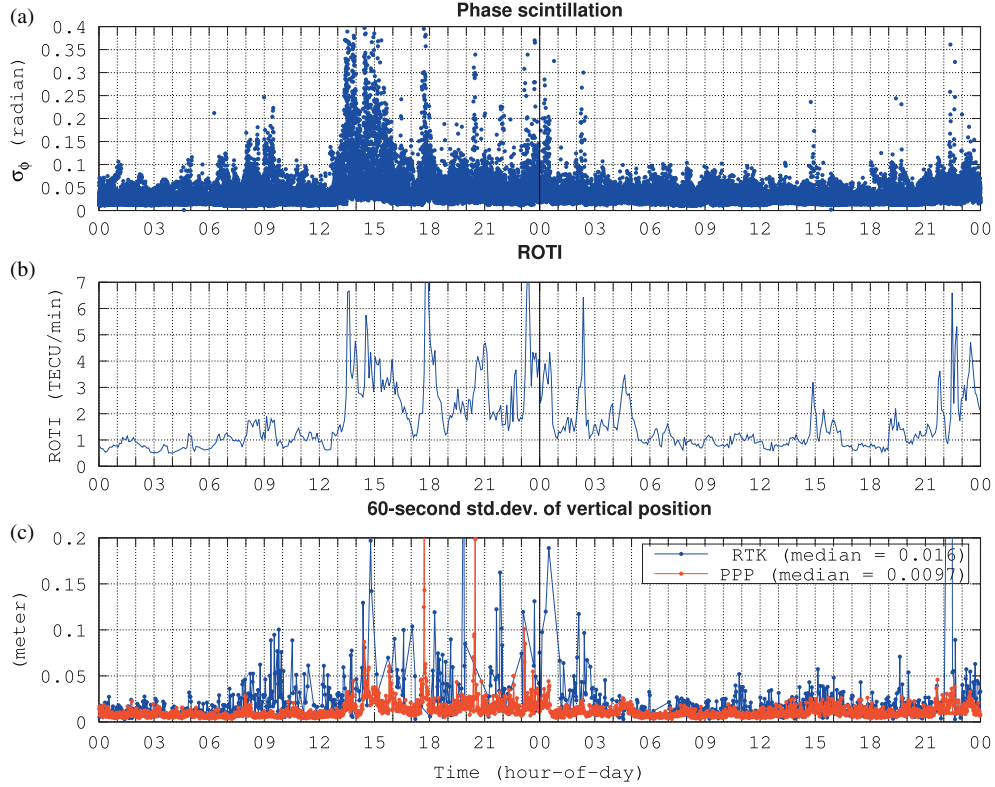 (a)
Phase scintillation
0.4
0.35
0.3
0.25
0.2
0.15
0.1
0.05
0
σϕ (radian)
00 03 06 09 12 15 18 21 00 03 06 09 12 15 18 21 00
(b)
ROTI
7
6
5
4
3
2
1
0
ROTI (TECU/min)
00 03 06 09 12 15 18 21 00 03 06 09 12 15 18 21 00
(c)
60-second std.dev. of vertical position
0.2
0.15
0.1
0.05
0
(meter)
RTK (median = 0.016)
PPP (median = 0.0097)
00 03 06 09 12 15 18 21 00 03 06 09 12 15 18 21 00
Time (hour-of-day)